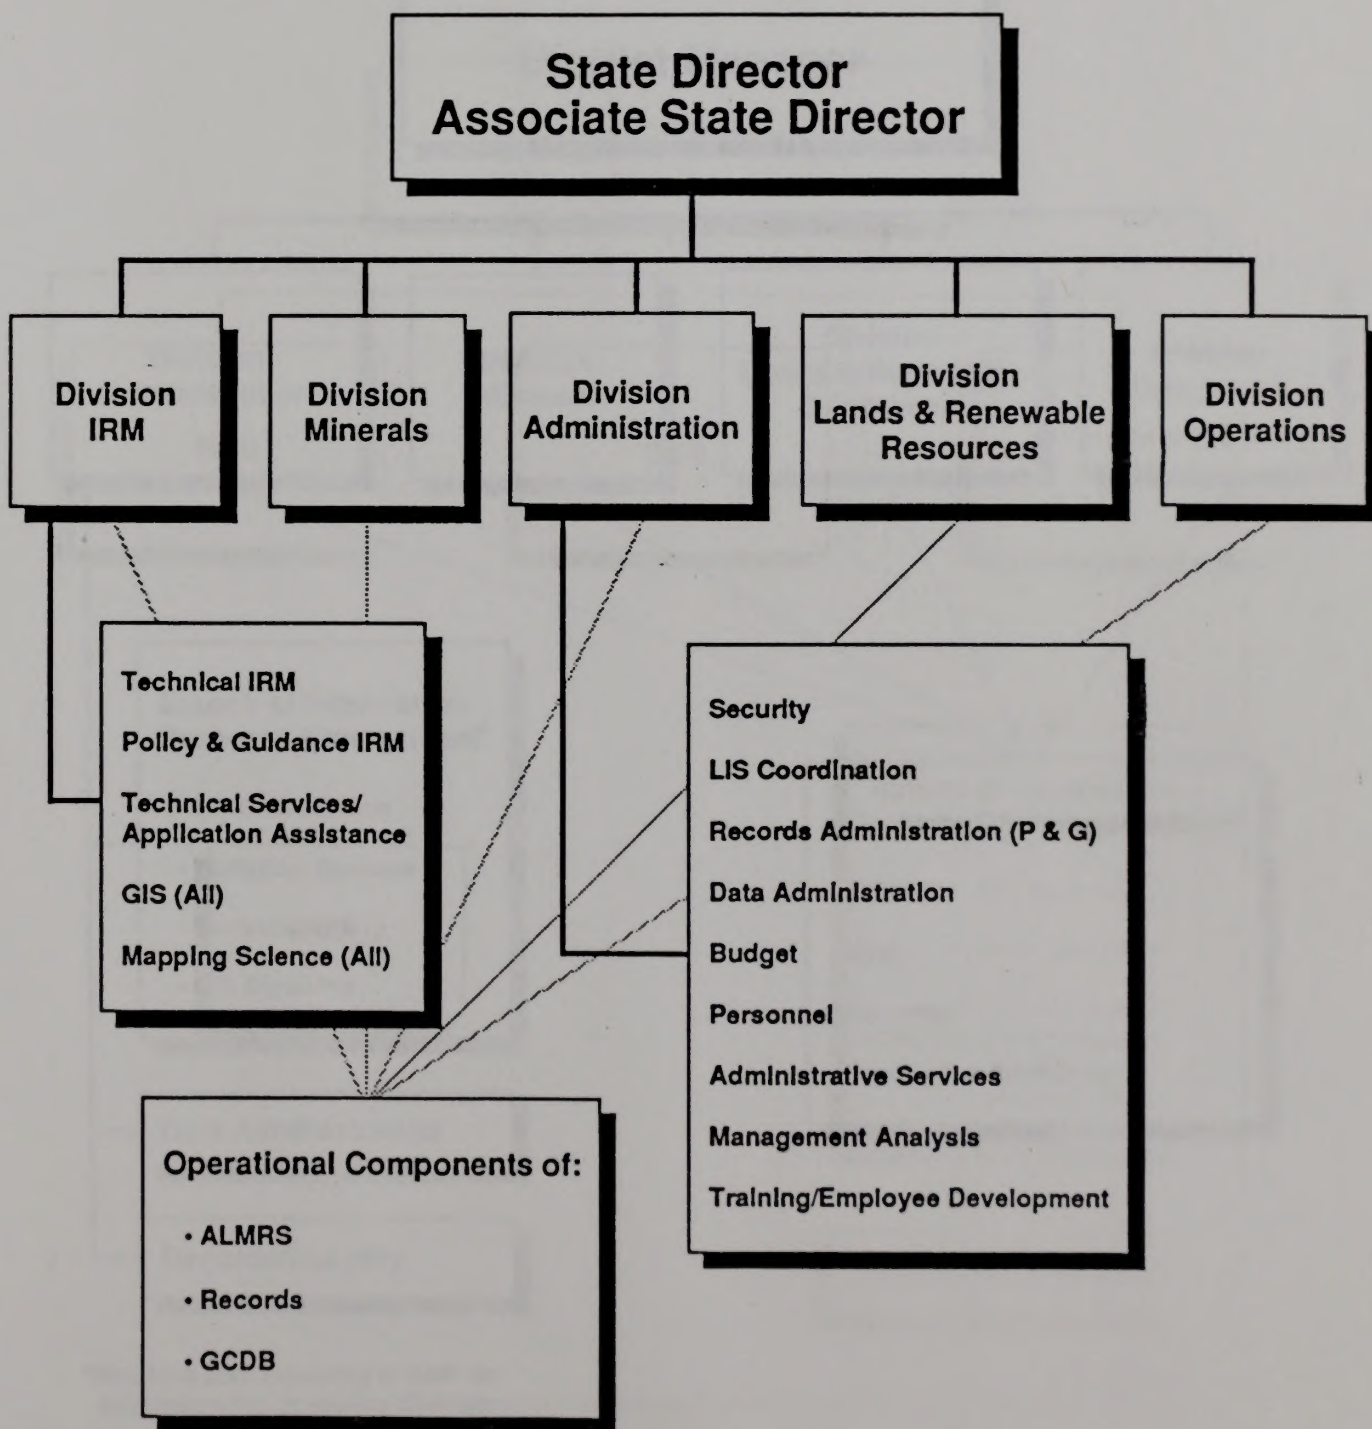 State Director
Associate State Director
Division
IRM
Division
Minerals
Division
Administration
Division
Lands & Renewable
Resources
Division
Operations
Technical IRM
Policy & Guidance IRM
Technical Services/
Application Assistance
GIS (All)
Mapping Science (All)
Security
LIS Coordination
Records Administration (P & G)
Data Administration
Budget
Personnel
Administrative Services
Management Analysis
Training/Employee Development
Operational Components of:
• ALMRS
• Records
• GCDB